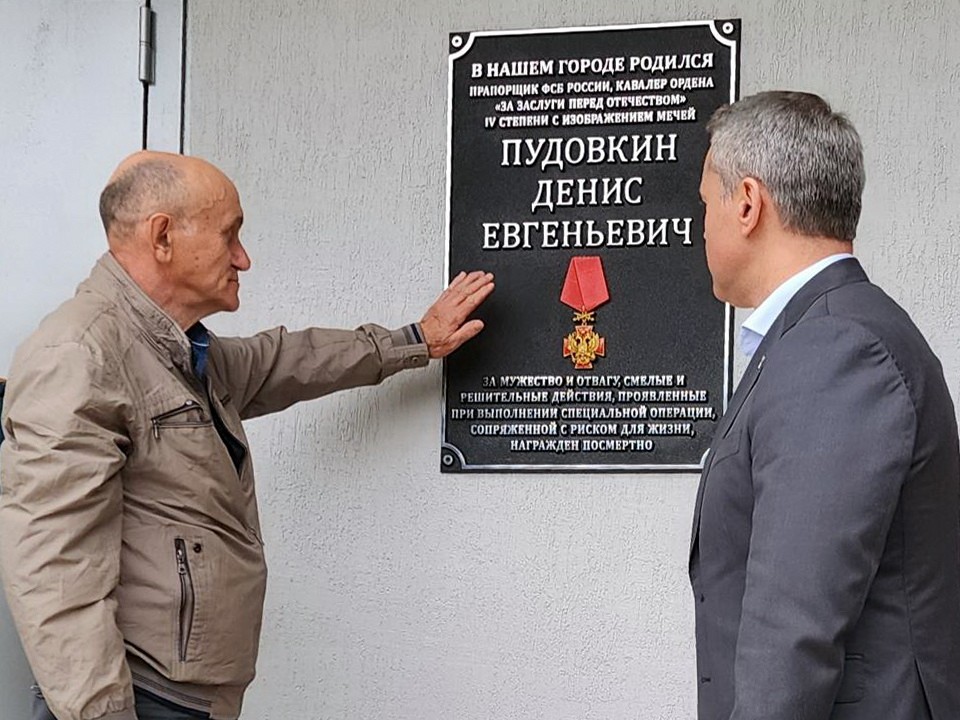 В НАШЕМ ГОРОДЕ РОДИЛСЯ
ПРАПОРЩИК ФСБ РОССИИ, КАВАЛЕР ОРДЕНА
«ЗА ЗАСЛУГИ ПЕРЕД ОТЕЧЕСТВОМ»
IV СТЕПЕНИ С ИЗОБРАЖЕНИЕМ МЕЧЕЙ
ПУДОВКИН
ДЕНИС
ЕВГЕНЬЕВИЧ
ЗА МУЖЕСТВО И ОТВАГУ, СМЕЛЫЕ И
РЕШИТЕЛЬНЫЕ ДЕЙСТВИЯ, ПРОЯВЛЕННЫЕ
ПРИ ВЫПОЛНЕНИИ СПЕЦИАЛЬНОЙ ОПЕРАЦИИ,
СОПРЯЖЕННОЙ С РИСКОМ ДЛЯ ЖИЗНИ,
НАГРАЖДЕН ПОСМЕРТНО